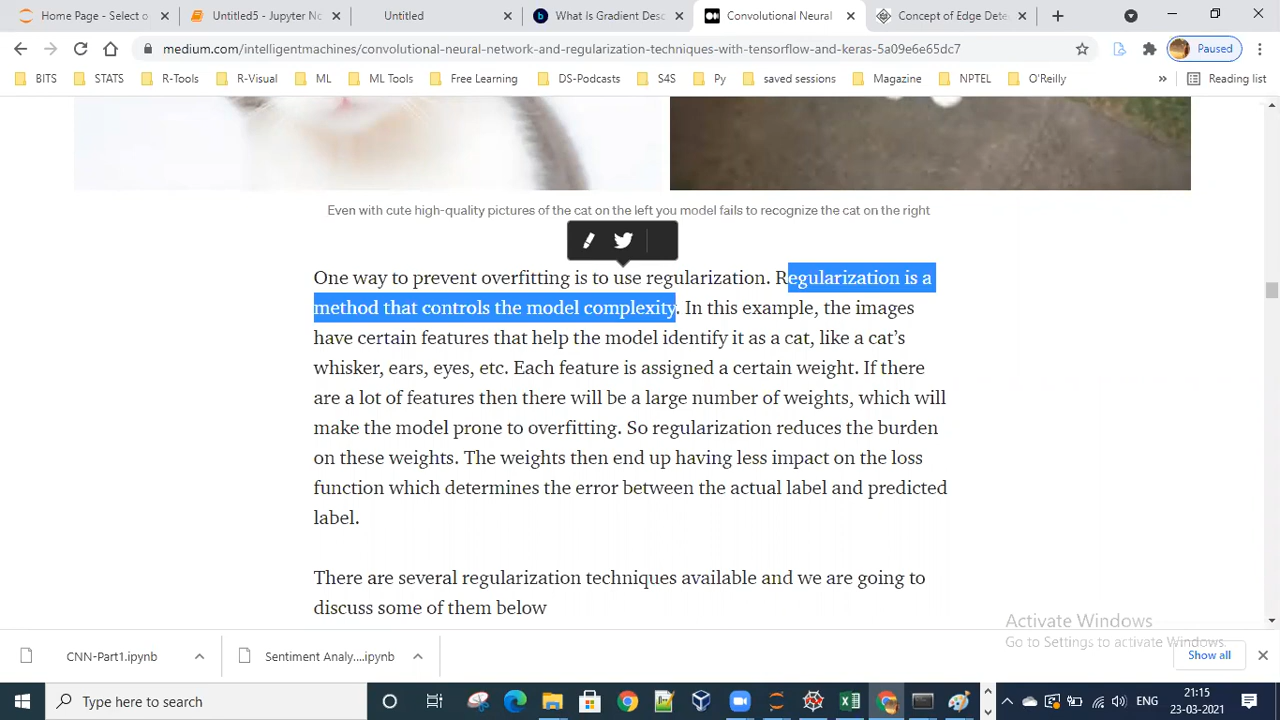 Home Page - Select o
Untitled5 - Jupyter No
Untitled
What Is Gradient Desc
Convolutional Neural
Concept of Edge Dete
medium.com/intelligentmachines/convolutional-neural-network-and-regularization-techniques-with-tensorflow-and-keras-5a09e6e65dc7
Paused
BITS
STATS
R-Tools
R-Visual
ML
ML Tools
Free Learning
DS-Podcasts
S4S
Py
saved sessions
Magazine
NPTEL
O'Reilly
»
Reading list
Even with cute high-quality pictures of the cat on the left you model fails to recognize the cat on the right
One way to prevent overfitting is to use regularization. Regularization is a
method that controls the model complexity. In this example, the images
have certain features that help the model identify it as a cat, like a cat’s
whisker, ears, eyes, etc. Each feature is assigned a certain weight. If there
are a lot of features then there will be a large number of weights, which will
make the model prone to overfitting. So regularization reduces the burden
on these weights. The weights then end up having less impact on the loss
function which determines the error between the actual label and predicted
label.
There are several regularization techniques available and we are going to
discuss some of them below
Activate Windows
Go to Settings to activate Windows.
CNN-Part1.ipynb
Sentiment Analy....ipynb
Show all
Type here to search
ENG
21:15
23-03-2021